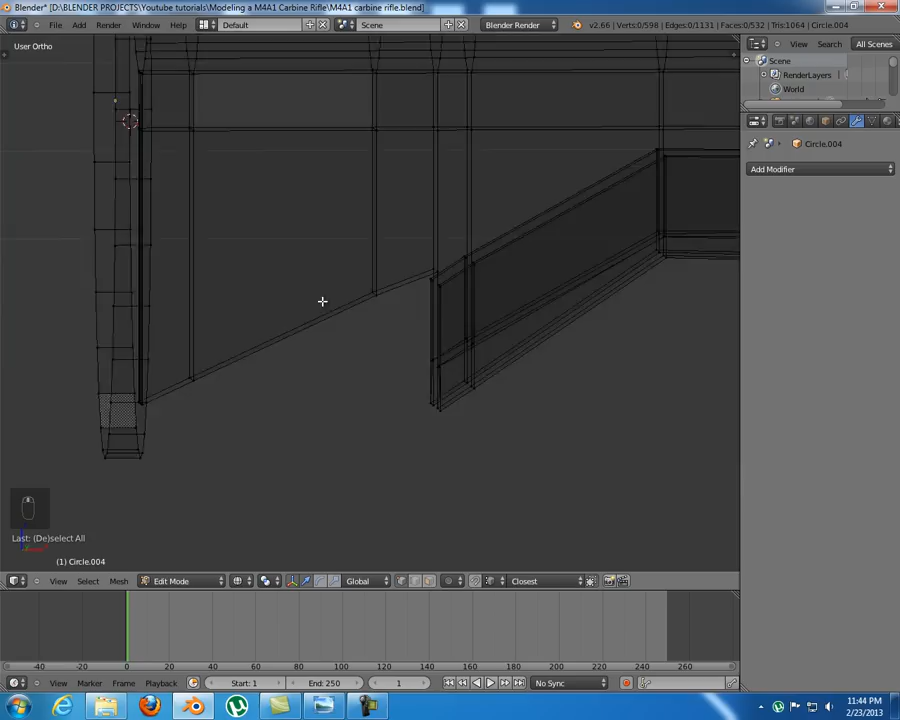 Blender* [D:\BLENDER PROJECTS\Youtube tutorials\Modeling a M4A1 Carbine Rifle\M4A1 carbine rifle.blend]
File Add Render Window Help Default Scene Blender Render v2.66 | Verts:0/598 | Edges:0/1131 | Faces:0/532 | Tris:1064 | Circle.004
User Ortho
View Search All Scenes
Scene
RenderLayers
World
Circle.004
Add Modifier
Last: (De)select All
(1) Circle.004
View Select Mesh Edit Mode Global Closest
-40 -20 0 20 40 60 80 100 120 140 160 180 200 220 240 260
View Marker Frame Playback Start: 1 End: 250 1 No Sync
11:44 PM
2/23/2013